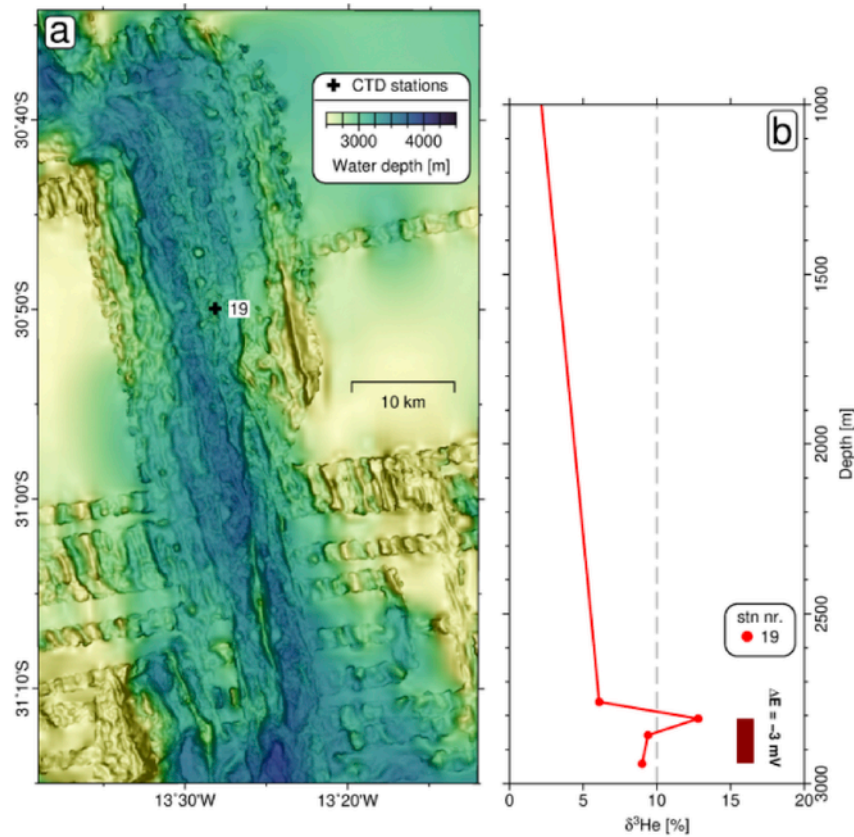 a
CTD stations
3000 4000
Water depth [m]
30°40'S
30°50'S
31°00'S
31°10'S
19
10 km
13°30'W 13°20'W
b
1000
1500
2000
2500
3000
Depth [m]
stn nr.
19
ΔE = −3 mV
0 5 10 15 20
δ³He [%]